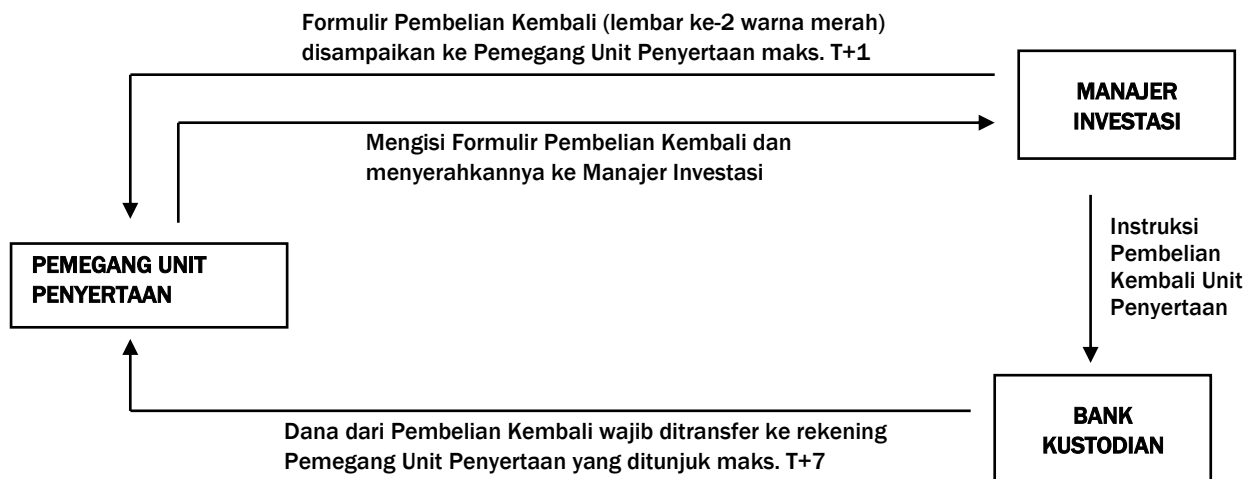 Formulir Pembelian Kembali (lembar ke-2 warna merah)
disampaikan ke Pemegang Unit Penyertaan maks. T+1
MANAJER
INVESTASI
Mengisi Formulir Pembelian Kembali dan
menyerahkannya ke Manajer Investasi
Instruksi
Pembelian
Kembali Unit
Penyertaan
PEMEGANG UNIT
PENYERTAAN
BANK
KUSTODIAN
Dana dari Pembelian Kembali wajib ditransfer ke rekening
Pemegang Unit Penyertaan yang ditunjuk maks. T+7